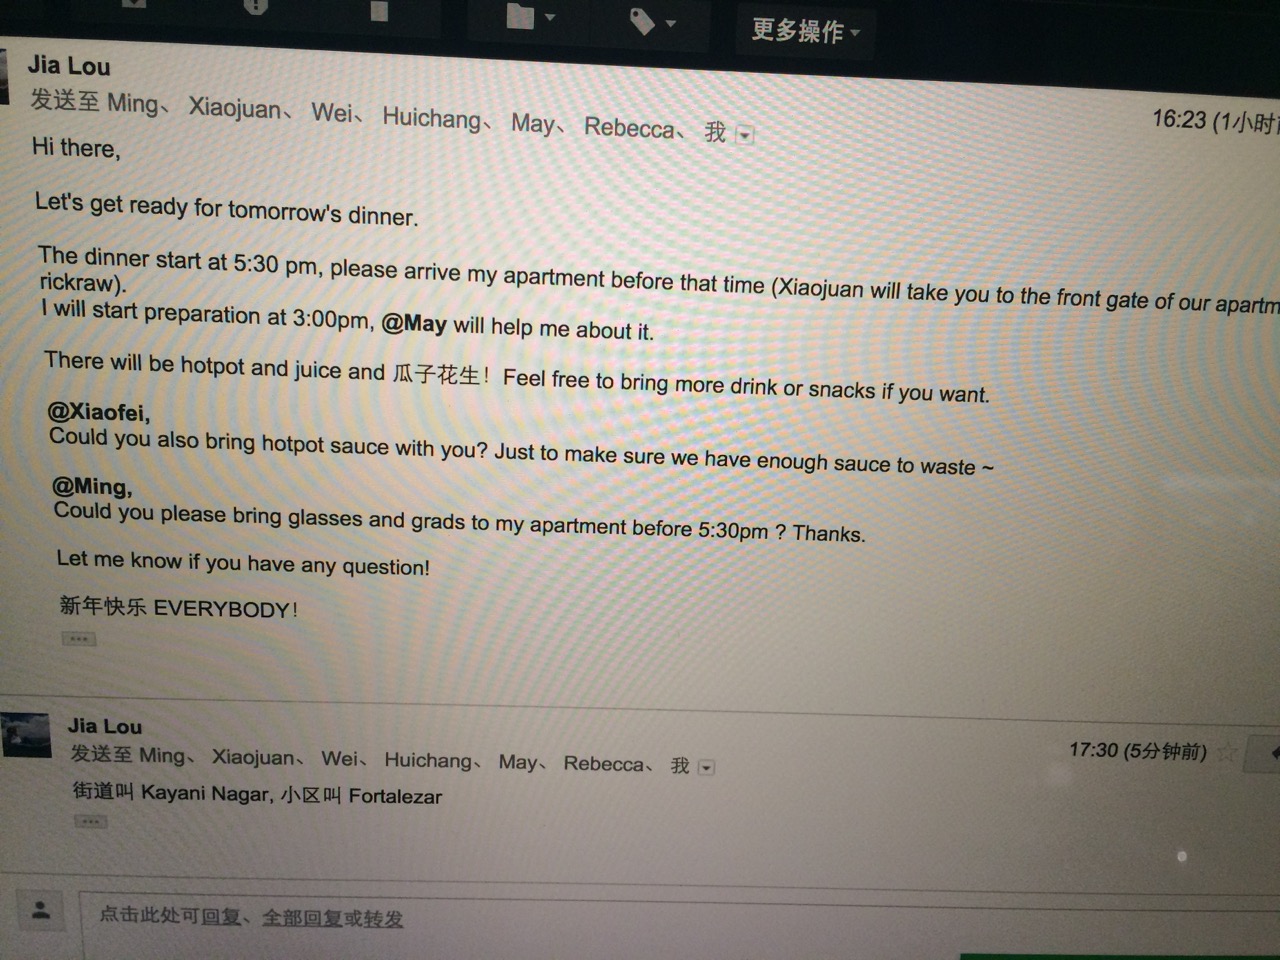 更多操作
Jia Lou
发送至 Ming、 Xiaojuan、 Wei、 Huichang、 May、 Rebecca、 我
16:23 (1小时
Hi there,
Let's get ready for tomorrow's dinner.
The dinner start at 5:30 pm, please arrive my apartment before that time (Xiaojuan will take you to the front gate of our apartm
rickraw).
I will start preparation at 3:00pm, @May will help me about it.
There will be hotpot and juice and 瓜子花生！Feel free to bring more drink or snacks if you want.
@Xiaofei,
Could you also bring hotpot sauce with you? Just to make sure we have enough sauce to waste ~
@Ming,
Could you please bring glasses and grads to my apartment before 5:30pm ? Thanks.
Let me know if you have any question!
新年快乐 EVERYBODY！
Jia Lou
发送至 Ming、 Xiaojuan、 Wei、 Huichang、 May、 Rebecca、 我
17:30 (5分钟前)
街道叫 Kayani Nagar, 小区叫 Fortalezar
点击此处可回复、全部回复或转发